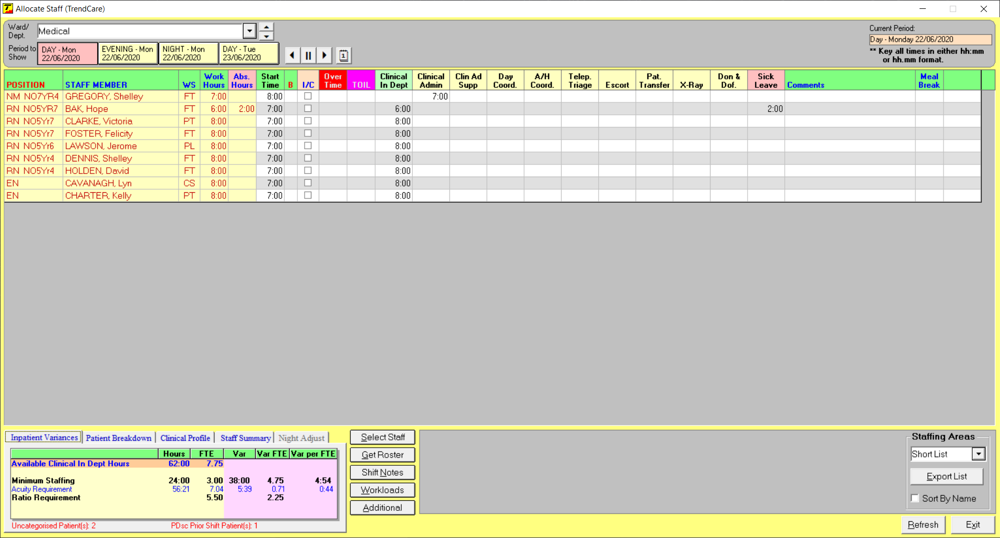 Allocate Staff (TrendCare)
Ward/ Dept. Medical
Current Period:
Day - Monday 22/06/2020
** Key all times in either hh:mm
or hh.mm format.
Period to Show
DAY - Mon 22/06/2020
EVENING - Mon 22/06/2020
NIGHT - Mon 22/06/2020
DAY - Tue 23/06/2020
1
POSITION STAFF MEMBER WS Work Hours Abs. Hours Start Time B I/C Over Time TOIL Clinical In Dept Clinical Admin Clin Ad Supp Day Coord. A/H Coord. Telep. Triage Escort Pat. Transfer X-Ray Don & Dof. Sick Leave Comments Meal Break
NM NO7YR4 GREGORY, Shelley FT 7:00 8:00 7:00
RN NO5YR7 BAK, Hope FT 6:00 2:00 7:00 6:00 2:00
RN NO5Yr7 CLARKE, Victoria PT 8:00 7:00 8:00
RN NO5Yr7 FOSTER, Felicity FT 8:00 7:00 8:00
RN NO5Yr6 LAWSON, Jerome PL 8:00 7:00 8:00
RN NO5Yr4 DENNIS, Shelley FT 8:00 7:00 8:00
RN NO5Yr4 HOLDEN, David FT 8:00 7:00 8:00
EN CAVANAGH, Lyn CS 8:00 7:00 8:00
EN CHARTER, Kelly PT 8:00 7:00 8:00
Inpatient Variances Patient Breakdown Clinical Profile Staff Summary Night Adjust
Hours FTE Var Var FTE Var per FTE
Available Clinical In Dept Hours 62:00 7.75
Minimum Staffing 24:00 3.00 38:00 4.75 4:54
Acuity Requirement 56:21 7.04 5:39 0.71 0:44
Ratio Requirement 5.50 2.25
Uncategorised Patient(s): 2 PDsc Prior Shift Patient(s): 1
Select Staff
Get Roster
Shift Notes
Workloads
Additional
Staffing Areas
Short List
Export List
Sort By Name
Refresh
Exit